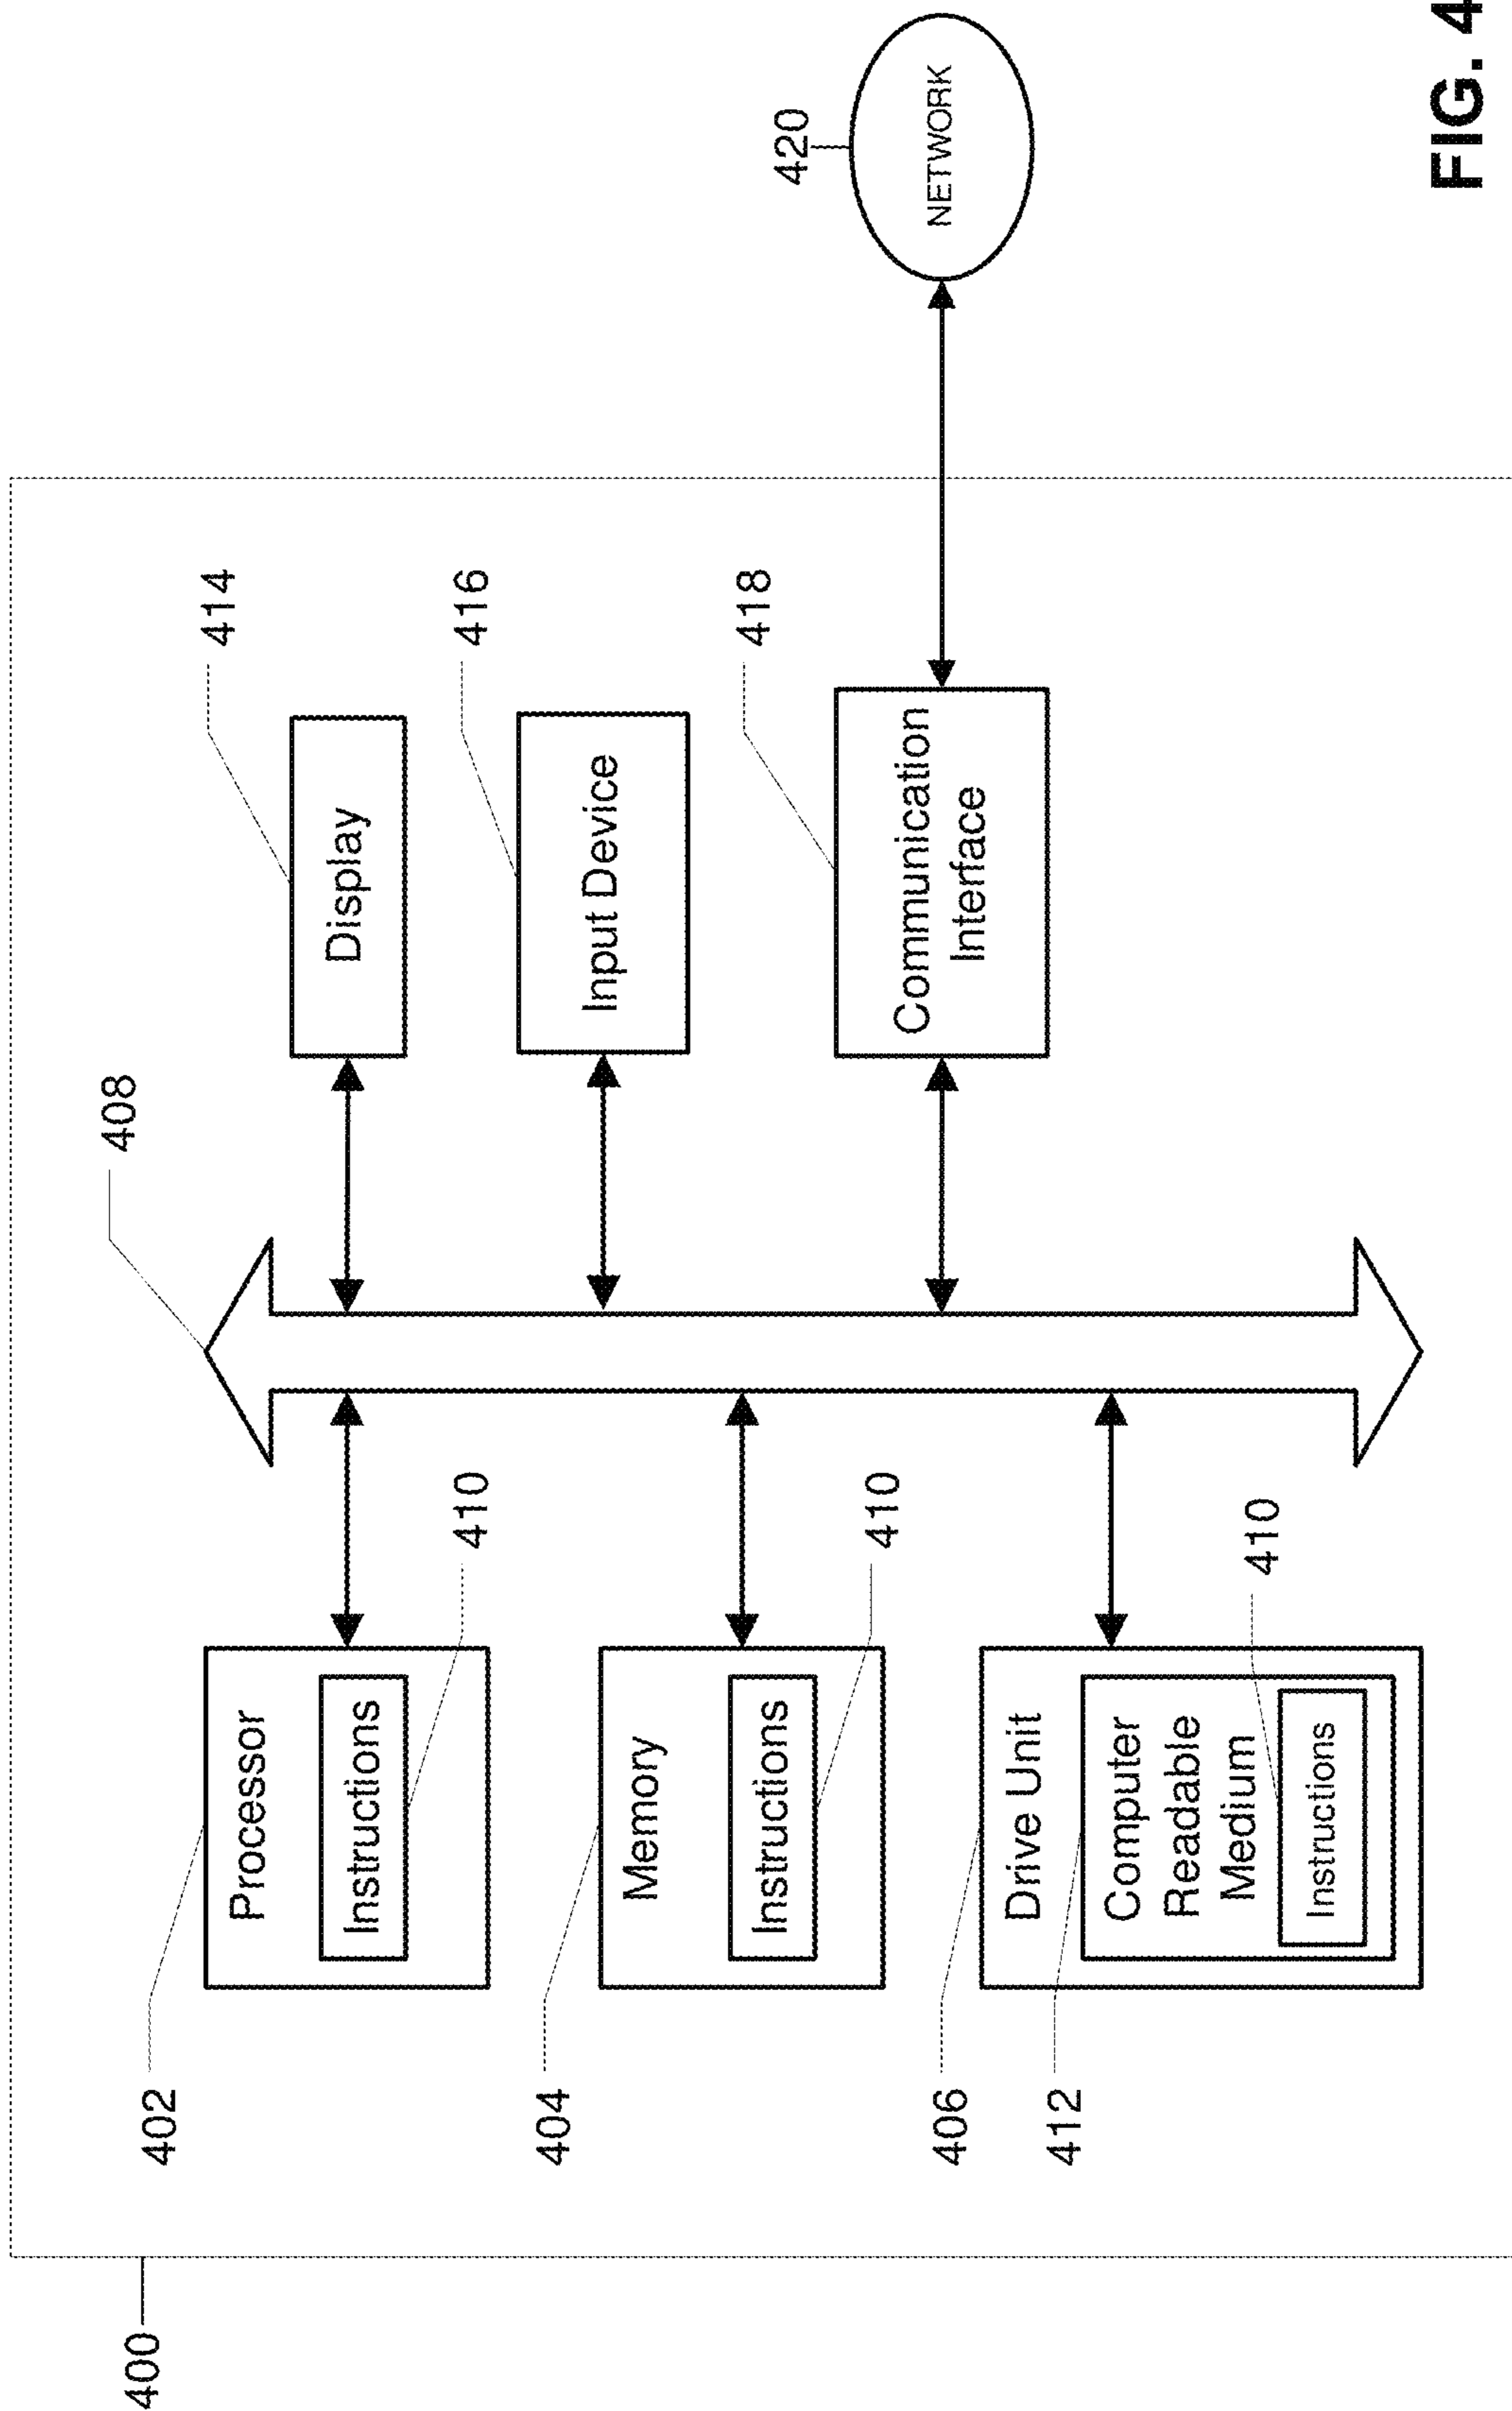 400
402
Processor
Instructions
410
404
Memory
Instructions
410
406
Drive Unit
412
Computer
Readable
Medium
Instructions
410
408
414
Display
416
Input Device
418
Communication
Interface
420
NETWORK
FIG. 4